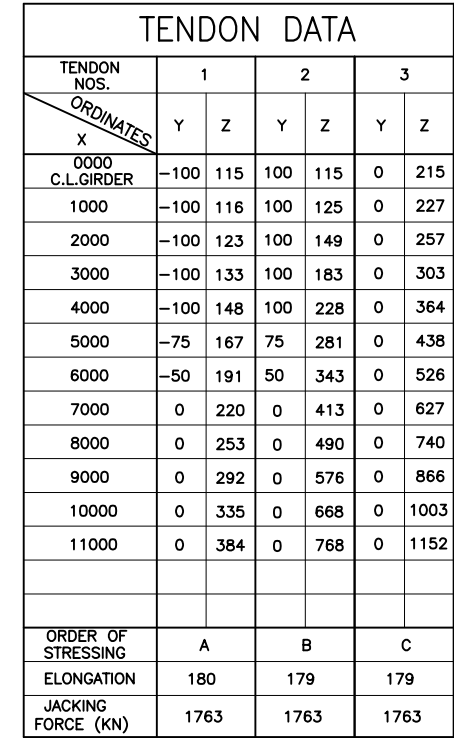 TENDON DATA
TENDON NOS. 1 2 3
ORDINATES
X Y Z Y Z Y Z
0000 C.L.GIRDER -100 115 100 115 0 215
1000 -100 116 100 125 0 227
2000 -100 123 100 149 0 257
3000 -100 133 100 183 0 303
4000 -100 148 100 228 0 364
5000 -75 167 75 281 0 438
6000 -50 191 50 343 0 526
7000 0 220 0 413 0 627
8000 0 253 0 490 0 740
9000 0 292 0 576 0 866
10000 0 335 0 668 0 1003
11000 0 384 0 768 0 1152
ORDER OF STRESSING A B C
ELONGATION 180 179 179
JACKING FORCE (KN) 1763 1763 1763